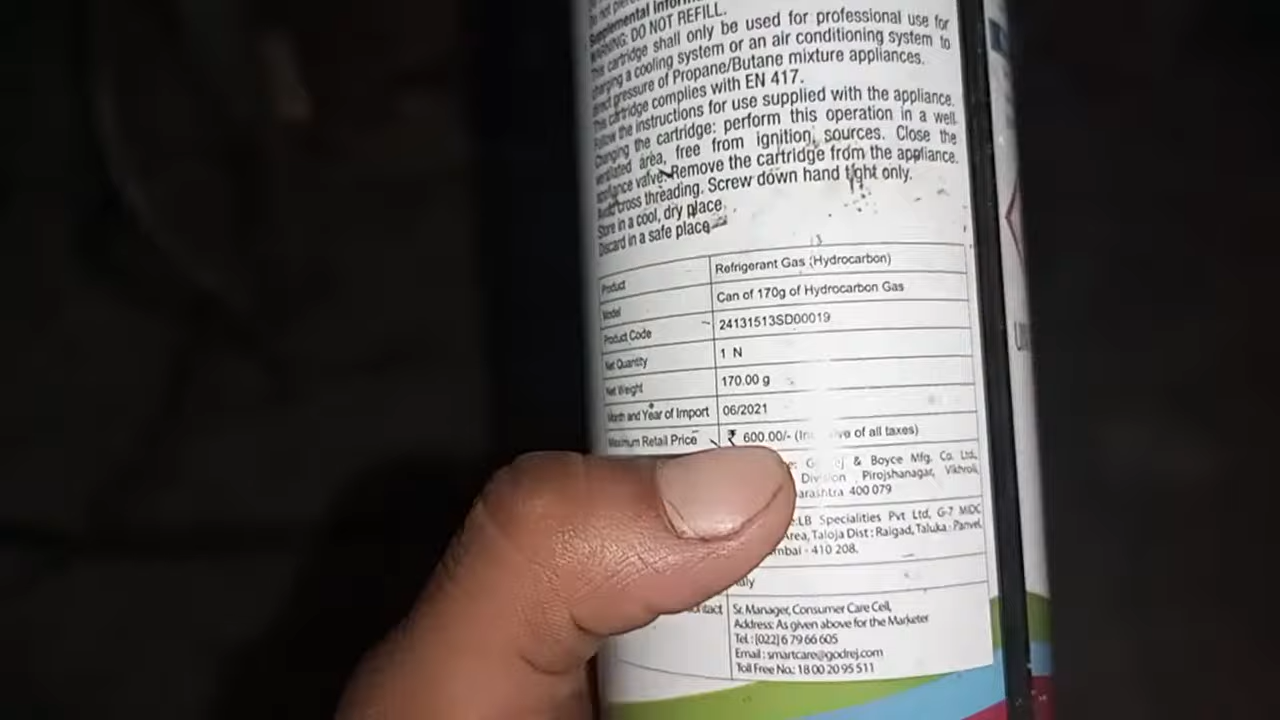 Supplemental Inform
WARNING: DO NOT REFILL.
This cartridge shall only be used for professional use for
charging a cooling system or an air conditioning system to
direct pressure of Propane/Butane mixture appliances.
This cartridge complies with EN 417.
Follow the instructions for use supplied with the appliance.
Changing the cartridge: perform this operation in a well
ventilated area, free from ignition sources. Close the
appliance valve. Remove the cartridge from the appliance.
Avoid cross threading. Screw down hand tight only.
Store in a cool, dry place
Discard in a safe place
Product Refrigerant Gas (Hydrocarbon)
Model Can of 170g of Hydrocarbon Gas
Product Code 24131513SD00019
Net Quantity 1 N
Net Weight 170.00 g
Month and Year of Import 06/2021
Maximum Retail Price ₹ 600.00/- (In ve of all taxes)
& Boyce Mfg. Co. Ltd.
Division , Pirojshanagar, Vikhroli,
arashtra 400 079
LB Specialities Pvt Ltd, G-7 MIDC
Area, Taloja Dist : Raigad, Taluka : Panvel,
mbai - 410 208.
aly
ontact Sr. Manager, Consumer Care Cell,
Address: As given above for the Marketer
Tel : [022] 6 79 66 605
Email : smartcare@godrej.com
Toll Free No.: 18 00 20 95 511